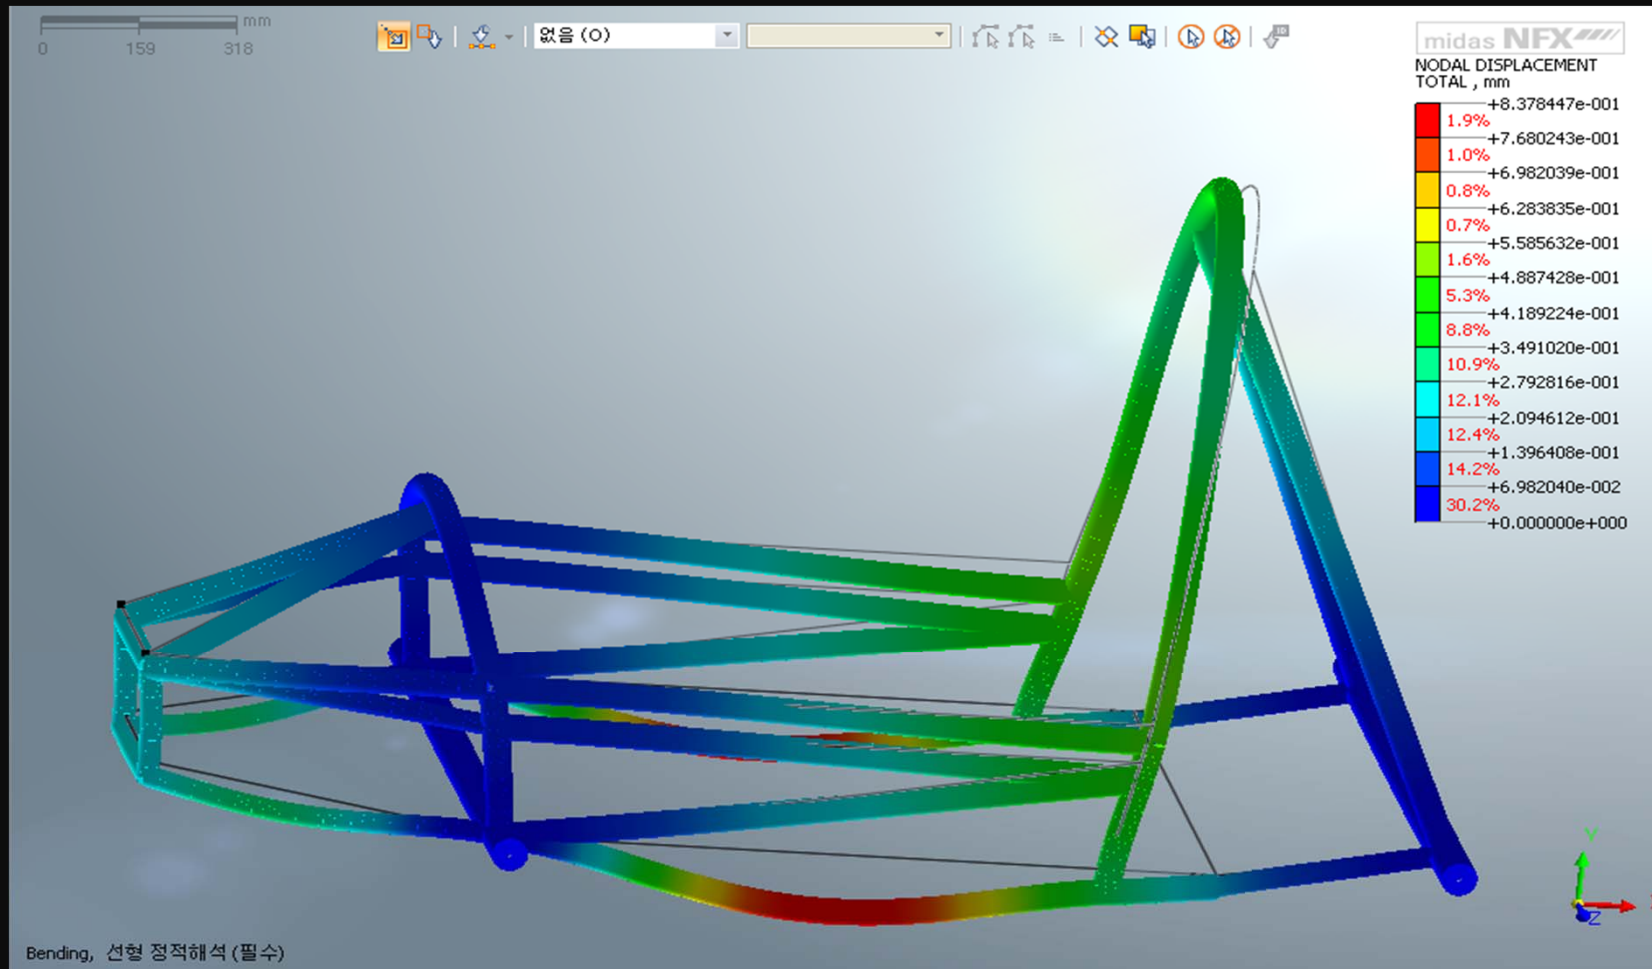 mm
0 159 318
없음 (O)
midas NFX
NODAL DISPLACEMENT
TOTAL , mm
+8.378447e-001
1.9%
+7.680243e-001
1.0%
+6.982039e-001
0.8%
+6.283835e-001
0.7%
+5.585632e-001
1.6%
+4.887428e-001
5.3%
+4.189224e-001
8.8%
+3.491020e-001
10.9%
+2.792816e-001
12.1%
+2.094612e-001
12.4%
+1.396408e-001
14.2%
+6.982040e-002
30.2%
+0.000000e+000
Y
Z
Bending, 선형 정적해석 (필수)